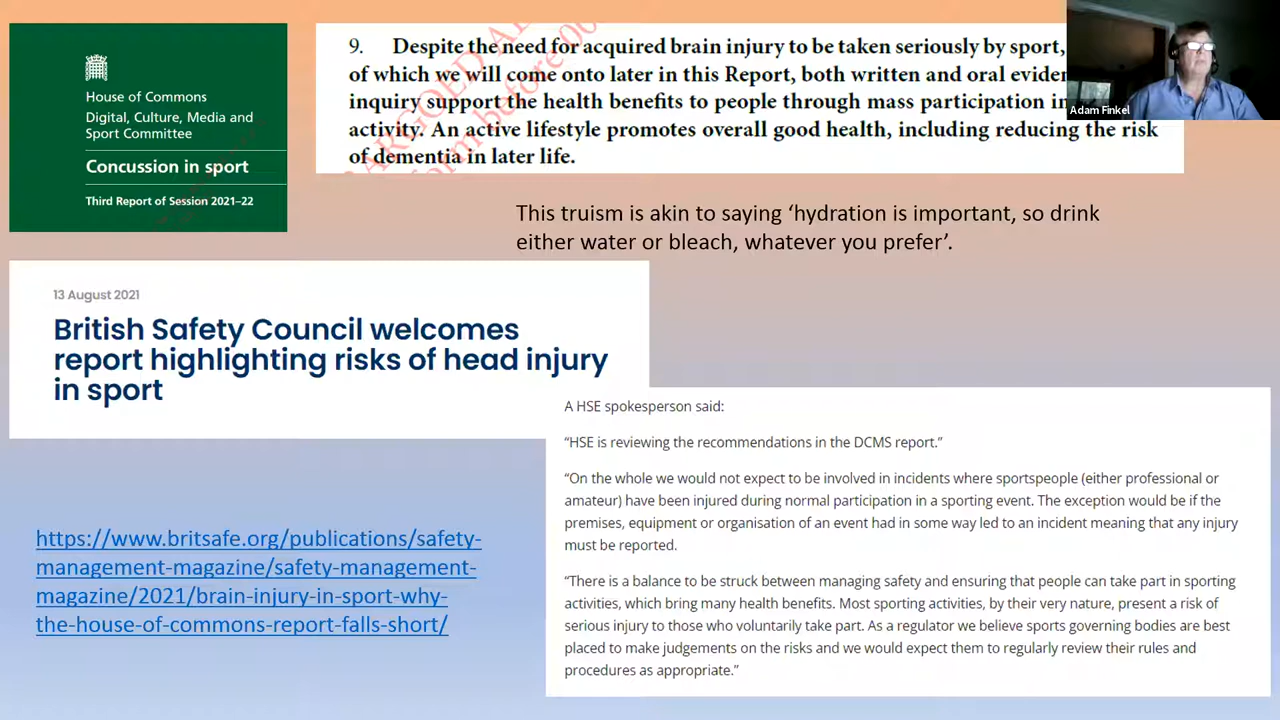 House of Commons
Digital, Culture, Media and
Sport Committee
Concussion in sport
Third Report of Session 2021–22
9. Despite the need for acquired brain injury to be taken seriously by sport,
of which we will come onto later in this Report, both written and oral
inquiry support the health benefits to people through mass participation
activity. An active lifestyle promotes overall good health, including reducing the risk
of dementia in later life.
Adam Finkel
This truism is akin to saying ‘hydration is important, so drink
either water or bleach, whatever you prefer’.
13 August 2021
British Safety Council welcomes
report highlighting risks of head injury
in sport
A HSE spokesperson said:
“HSE is reviewing the recommendations in the DCMS report.”
“On the whole we would not expect to be involved in incidents where sportspeople (either professional or
amateur) have been injured during normal participation in a sporting event. The exception would be if the
premises, equipment or organisation of an event had in some way led to an incident meaning that any injury
must be reported.
“There is a balance to be struck between managing safety and ensuring that people can take part in sporting
activities, which bring many health benefits. Most sporting activities, by their very nature, present a risk of
serious injury to those who voluntarily take part. As a regulator we believe sports governing bodies are best
placed to make judgements on the risks and we would expect them to regularly review their rules and
procedures as appropriate.”
https://www.britsafe.org/publications/safety-
management-magazine/safety-management-
magazine/2021/brain-injury-in-sport-why-
the-house-of-commons-report-falls-short/